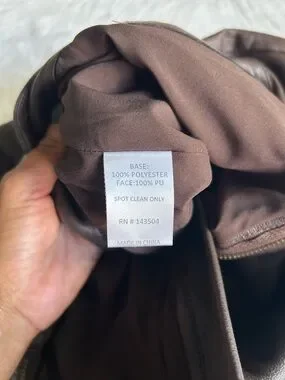 BASE:
100% POLYESTER
FACE:100% PU
SPOT CLEAN ONLY
RN # 143504
MADE IN CHINA